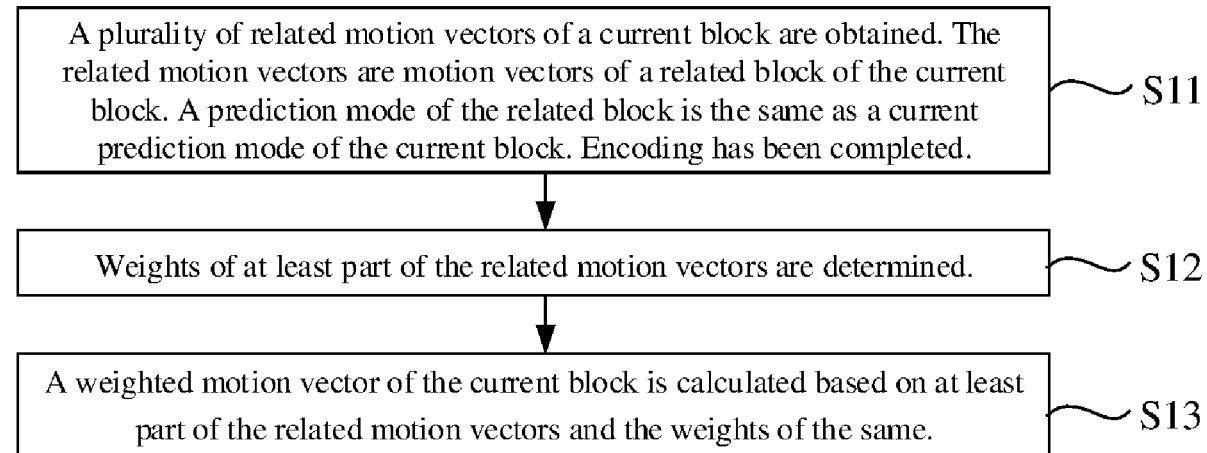 A plurality of related motion vectors of a current block are obtained. The
related motion vectors are motion vectors of a related block of the current
block. A prediction mode of the related block is the same as a current
prediction mode of the current block. Encoding has been completed.
S11
Weights of at least part of the related motion vectors are determined.
S12
A weighted motion vector of the current block is calculated based on at least
part of the related motion vectors and the weights of the same.
S13